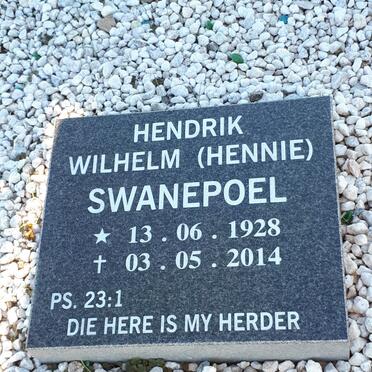 HENDRIK
WILHELM (HENNIE)
SWANEPOEL
★ 13 . 06 . 1928
✝ 03 . 05 . 2014
PS. 23:1
DIE HERE IS MY HERDER